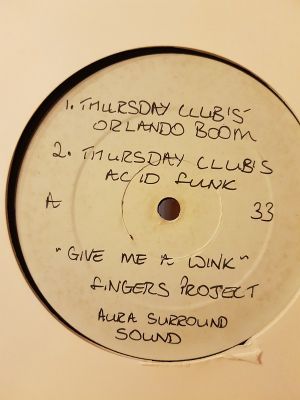 1. THURSDAY CLUB'S
ORLANDO BOOM
2. THURSDAY CLUB'S
ACID FUNK
A
33
"GIVE ME A WINK"
FINGERS PROJECT
AURA SURROUND
SOUND